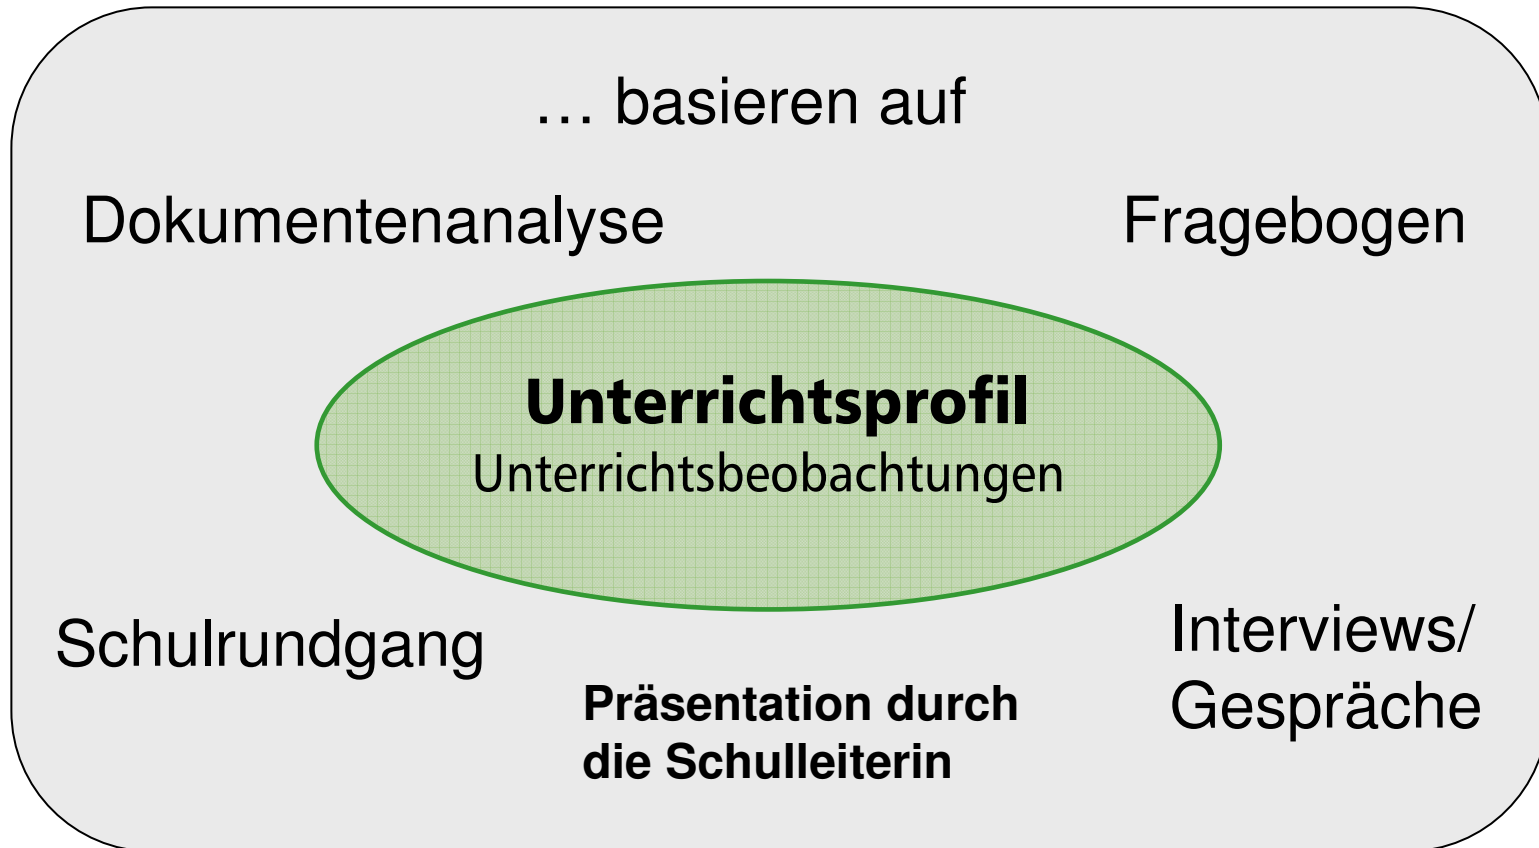 … basieren auf
Dokumentenanalyse
Fragebogen
Unterrichtsprofil
Unterrichtsbeobachtungen
Schulrundgang
Präsentation durch
die Schulleiterin
Interviews/
Gespräche